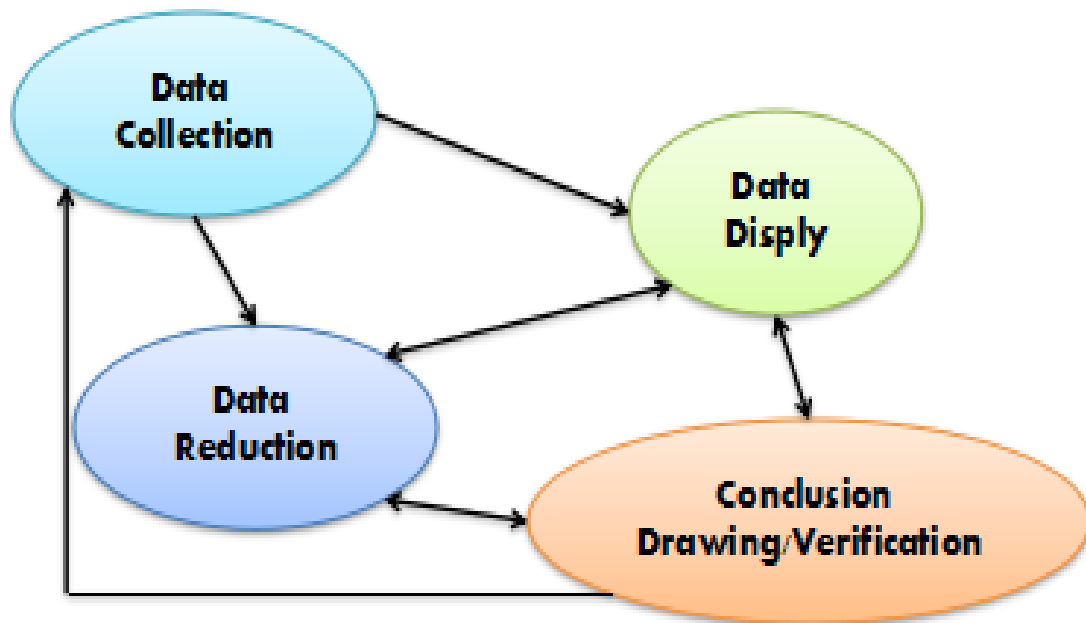 Data
Collection
Data
Disply
Data
Reduction
Conclusion
Drawing/Verification